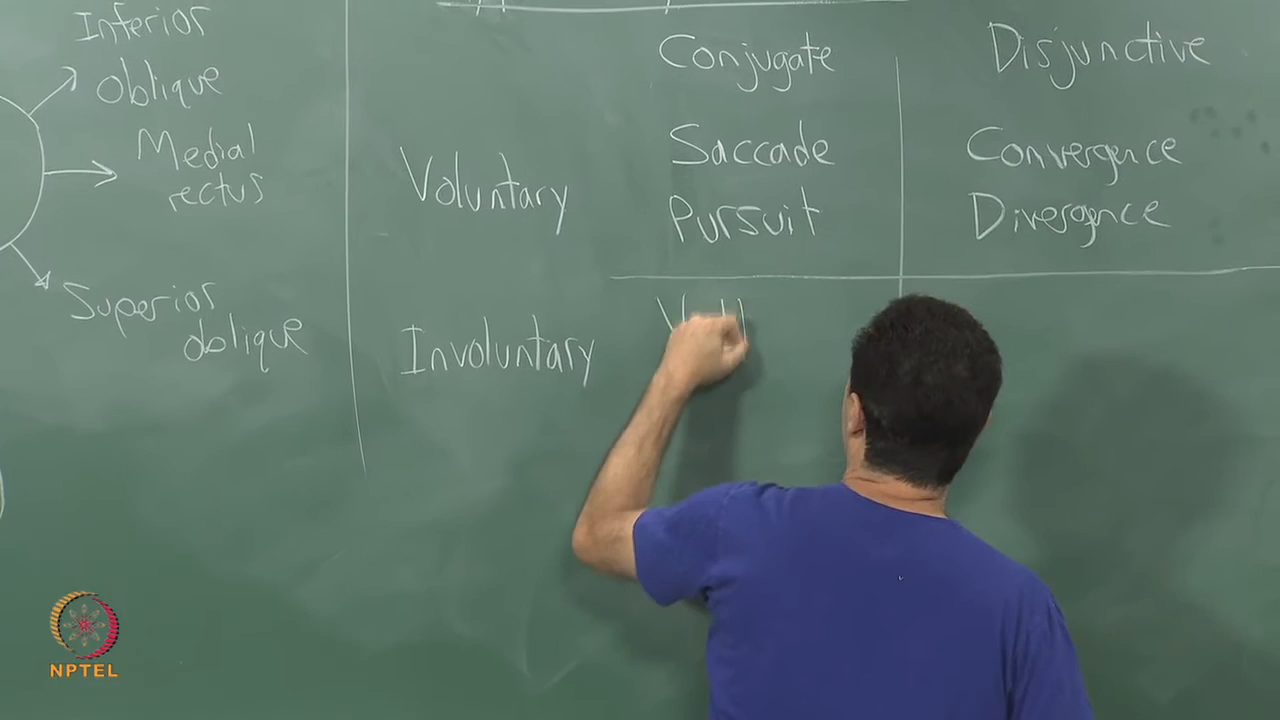 Inferior
Oblique
Medial
rectus
Superior
oblique
Conjugate
Disjunctive
Voluntary
Saccade
Pursuit
Convergence
Divergence
Involuntary
NPTEL